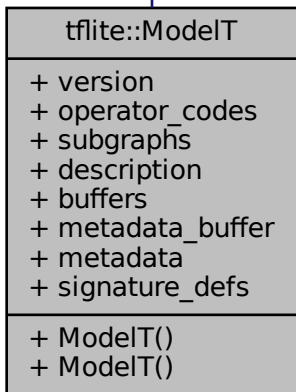 tflite::ModelT
+ version
+ operator_codes
+ subgraphs
+ description
+ buffers
+ metadata_buffer
+ metadata
+ signature_defs
+ ModelT()
+ ModelT()